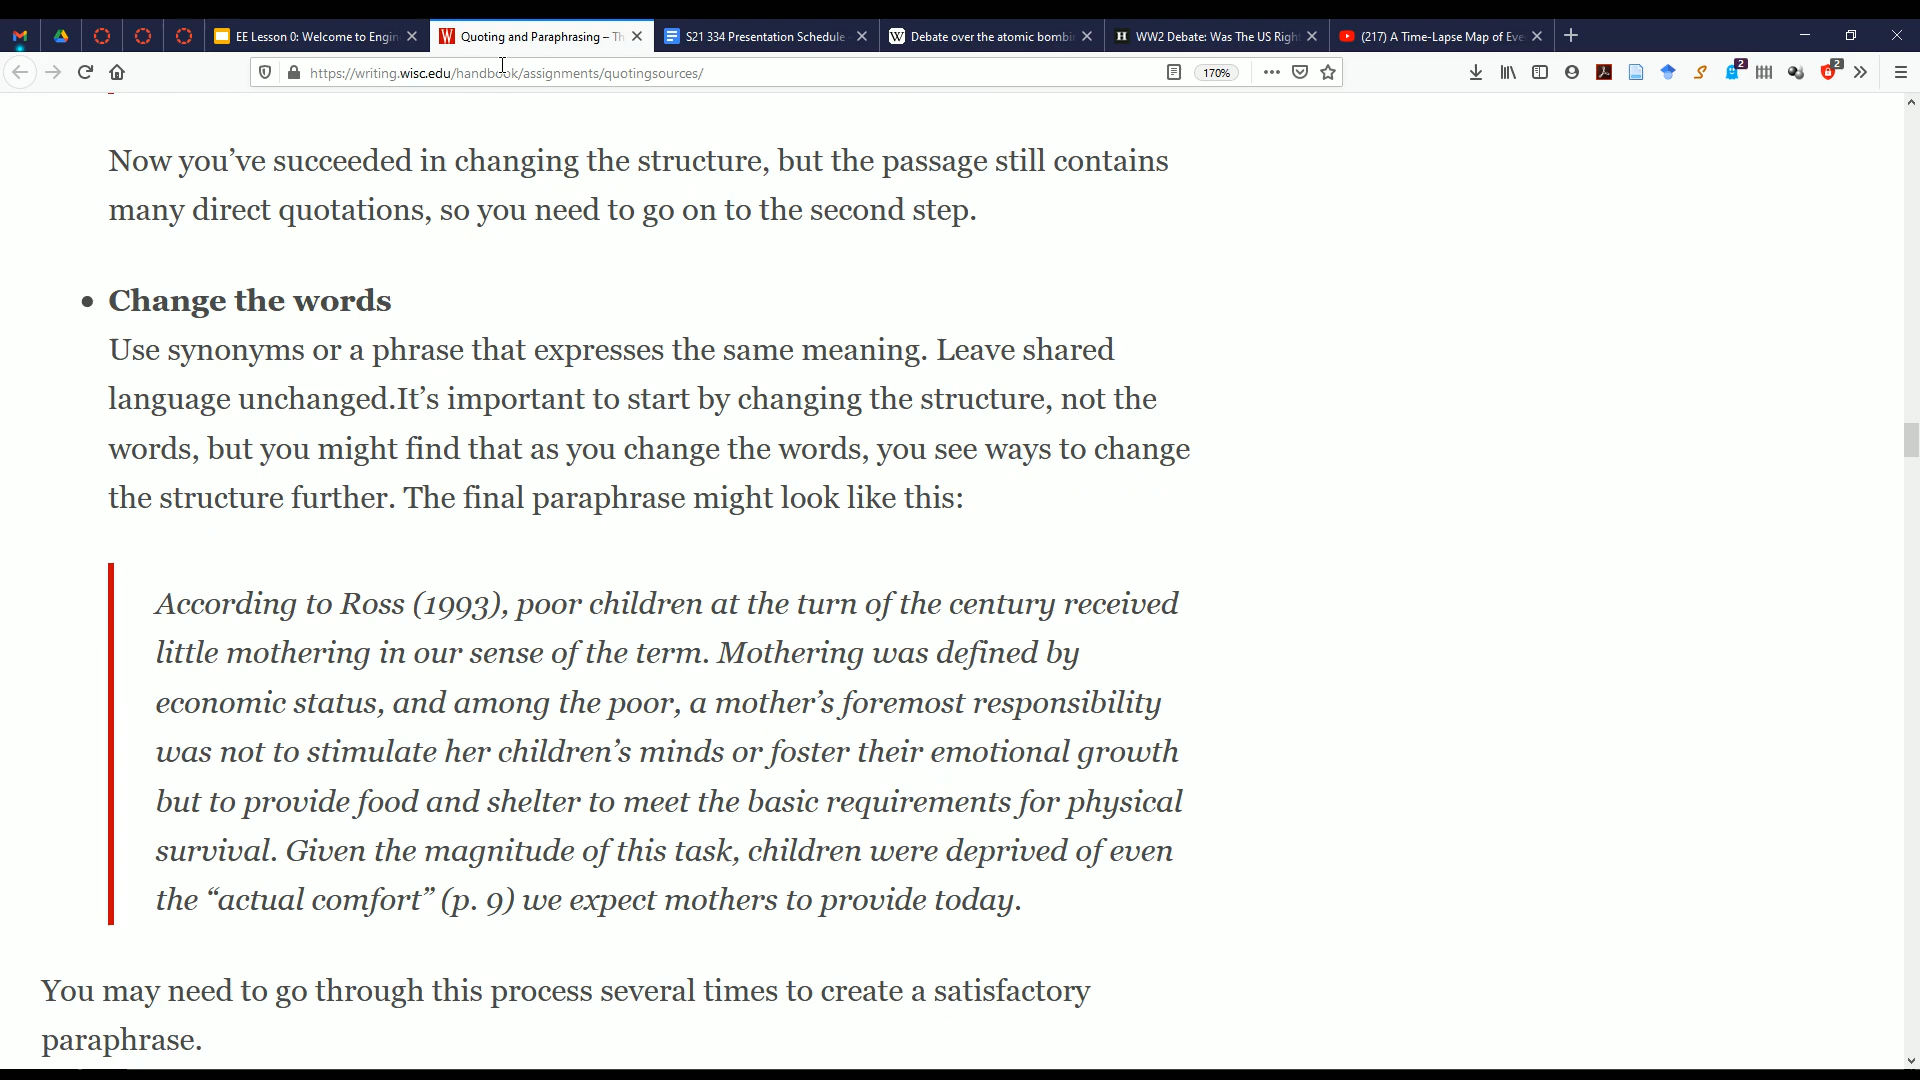 EE Lesson 0: Welcome to Engin
Quoting and Paraphrasing – Th
S21 334 Presentation Schedule
Debate over the atomic bombi
WW2 Debate: Was The US Righ
(217) A Time-Lapse Map of Eve
https://writing.wisc.edu/handbook/assignments/quotingsources/
170%
2
2
Now you’ve succeeded in changing the structure, but the passage still contains
many direct quotations, so you need to go on to the second step.
• Change the words
Use synonyms or a phrase that expresses the same meaning. Leave shared
language unchanged.It’s important to start by changing the structure, not the
words, but you might find that as you change the words, you see ways to change
the structure further. The final paraphrase might look like this:
According to Ross (1993), poor children at the turn of the century received
little mothering in our sense of the term. Mothering was defined by
economic status, and among the poor, a mother’s foremost responsibility
was not to stimulate her children’s minds or foster their emotional growth
but to provide food and shelter to meet the basic requirements for physical
survival. Given the magnitude of this task, children were deprived of even
the “actual comfort” (p. 9) we expect mothers to provide today.
You may need to go through this process several times to create a satisfactory
paraphrase.